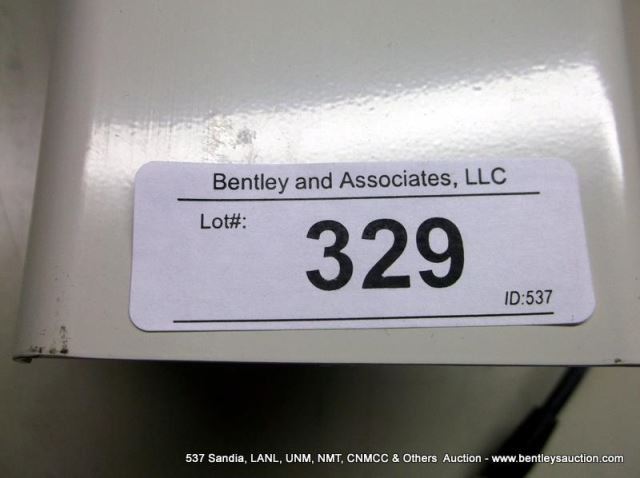 Bentley and Associates, LLC
Lot#:
329
ID:537
537 Sandia, LANL, UNM, NMT, CNMCC & Others Auction - www.bentleysauction.com